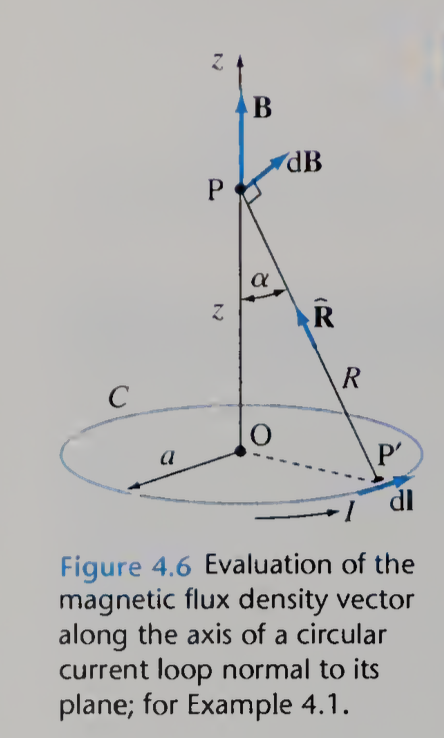 z
B
dB
P
α
z
R̂
R
C
O
a
P′
dl
I
Figure 4.6 Evaluation of the
magnetic flux density vector
along the axis of a circular
current loop normal to its
plane; for Example 4.1.